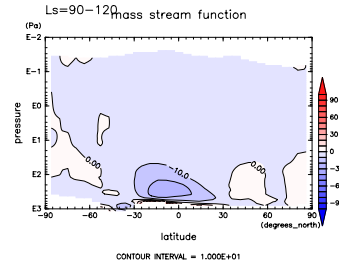 Ls=90-120
mass stream function
(Pa)
E-2
E-1
E0
E1
E2
E3
pressure
0.00
-10.0
0.00
-90
-60
-30
0
30
60
90
(degrees_north)
latitude
90
60
30
0
-3
-6
-9
CONTOUR INTERVAL = 1.000E+01